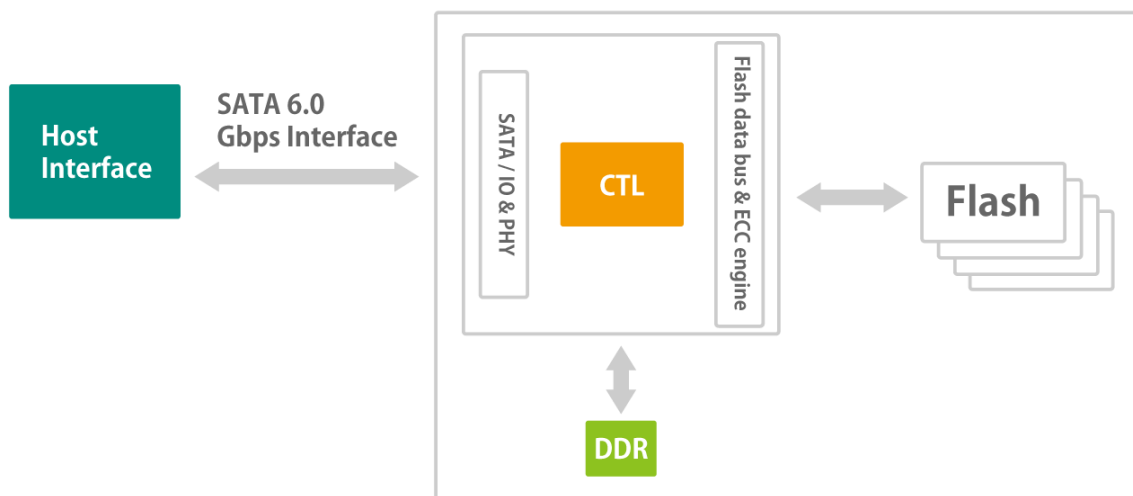 Host
Interface
SATA 6.0
Gbps Interface
SATA / IO & PHY
CTL
Flash data bus & ECC engine
Flash
DDR